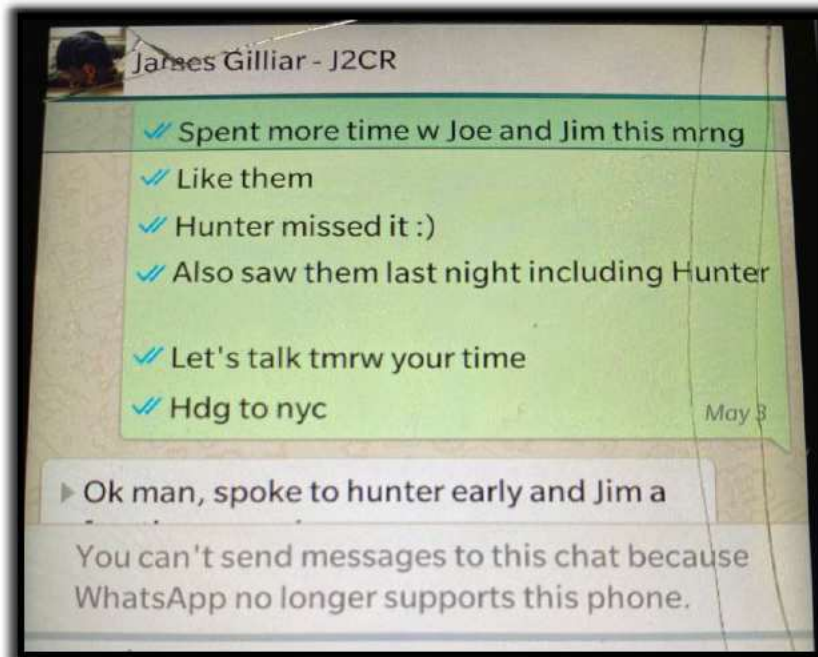 James Gilliar - J2CR
Spent more time w Joe and Jim this mrng
Like them
Hunter missed it :)
Also saw them last night including Hunter
Let's talk tmrw your time
Hdg to nyc
May 3
Ok man, spoke to hunter early and Jim a
You can't send messages to this chat because
WhatsApp no longer supports this phone.